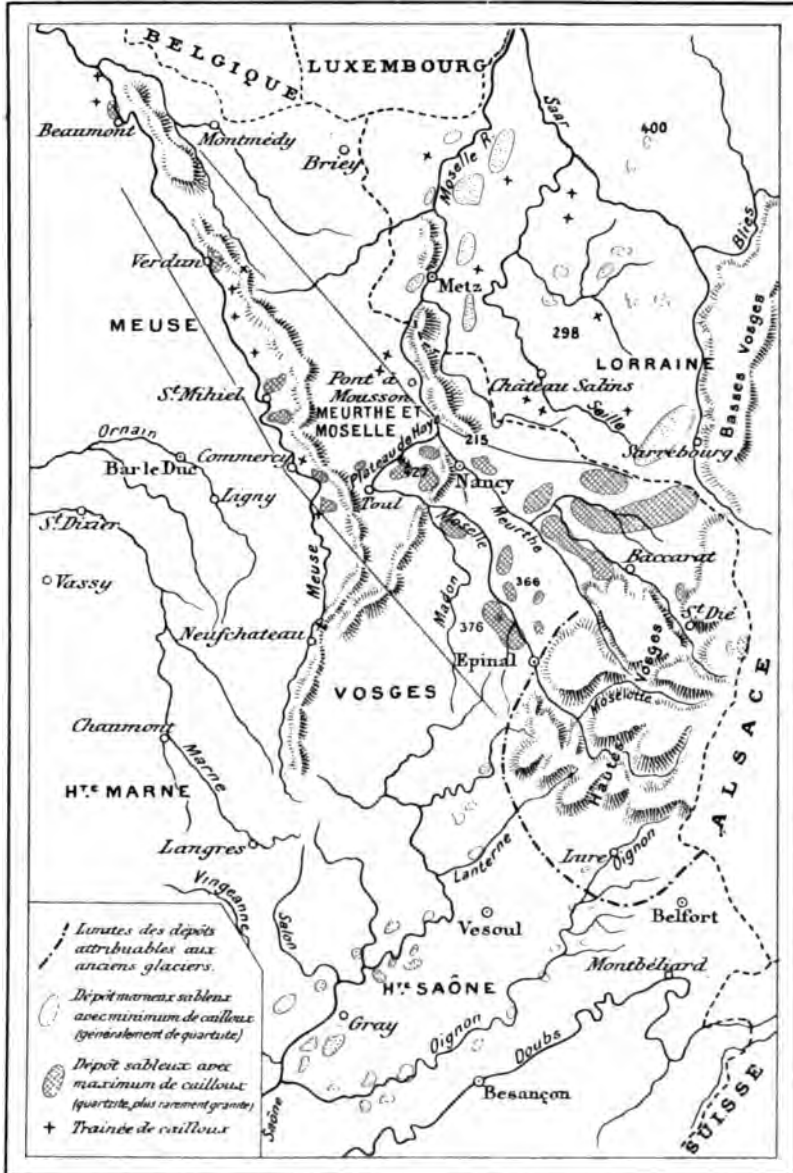 BELGIQUE
LUXEMBOURG
Saar
400
Beaumont
Montmédy
Briey
Moselle R.
Blies
Verdun
Metz
MEUSE
298
LORRAINE
Basses Vosges
Pont à
Mousson
MEURTHE ET
MOSELLE
Château Salins
Seille
St. Mihiel
215
Sarrebourg
Ornain
Bar le Duc
Commercy
Plateau de Haye
Nancy
Ligny
Toul
Moselle
Meurthe
St. Dizier
Baccarat
Vassy
Meuse
Madon
366
St. Dié
Neufchateau
376
Epinal
Hautes Vosges
VOSGES
Moselotte
ALSACE
Chaumont
Marne
HTE MARNE
Langres
Lanterne
Lure
Oignon
Vingeanne
Salon
Vesoul
Belfort
Montbéliard
HTE SAÔNE
Gray
Oignon
Doubs
Besançon
Saône
SUISSE
Limites des dépôts
attribuables aux
anciens glaciers.
Dépôt marneux sableux
avec minimum de cailloux
(généralement de quartzite)
Dépôt sableux avec
maximum de cailloux
(quartzite, plus rarement granite)
Trainée de cailloux